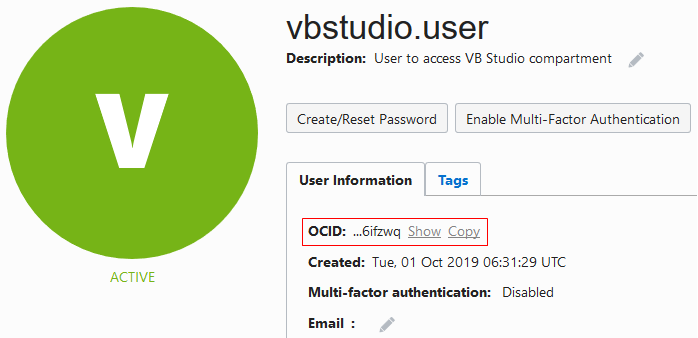 V
ACTIVE
vbstudio.user
Description: User to access VB Studio compartment
Create/Reset Password Enable Multi-Factor Authentication
User Information Tags
OCID: ...6ifzwq Show Copy
Created: Tue, 01 Oct 2019 06:31:29 UTC
Multi-factor authentication: Disabled
Email :